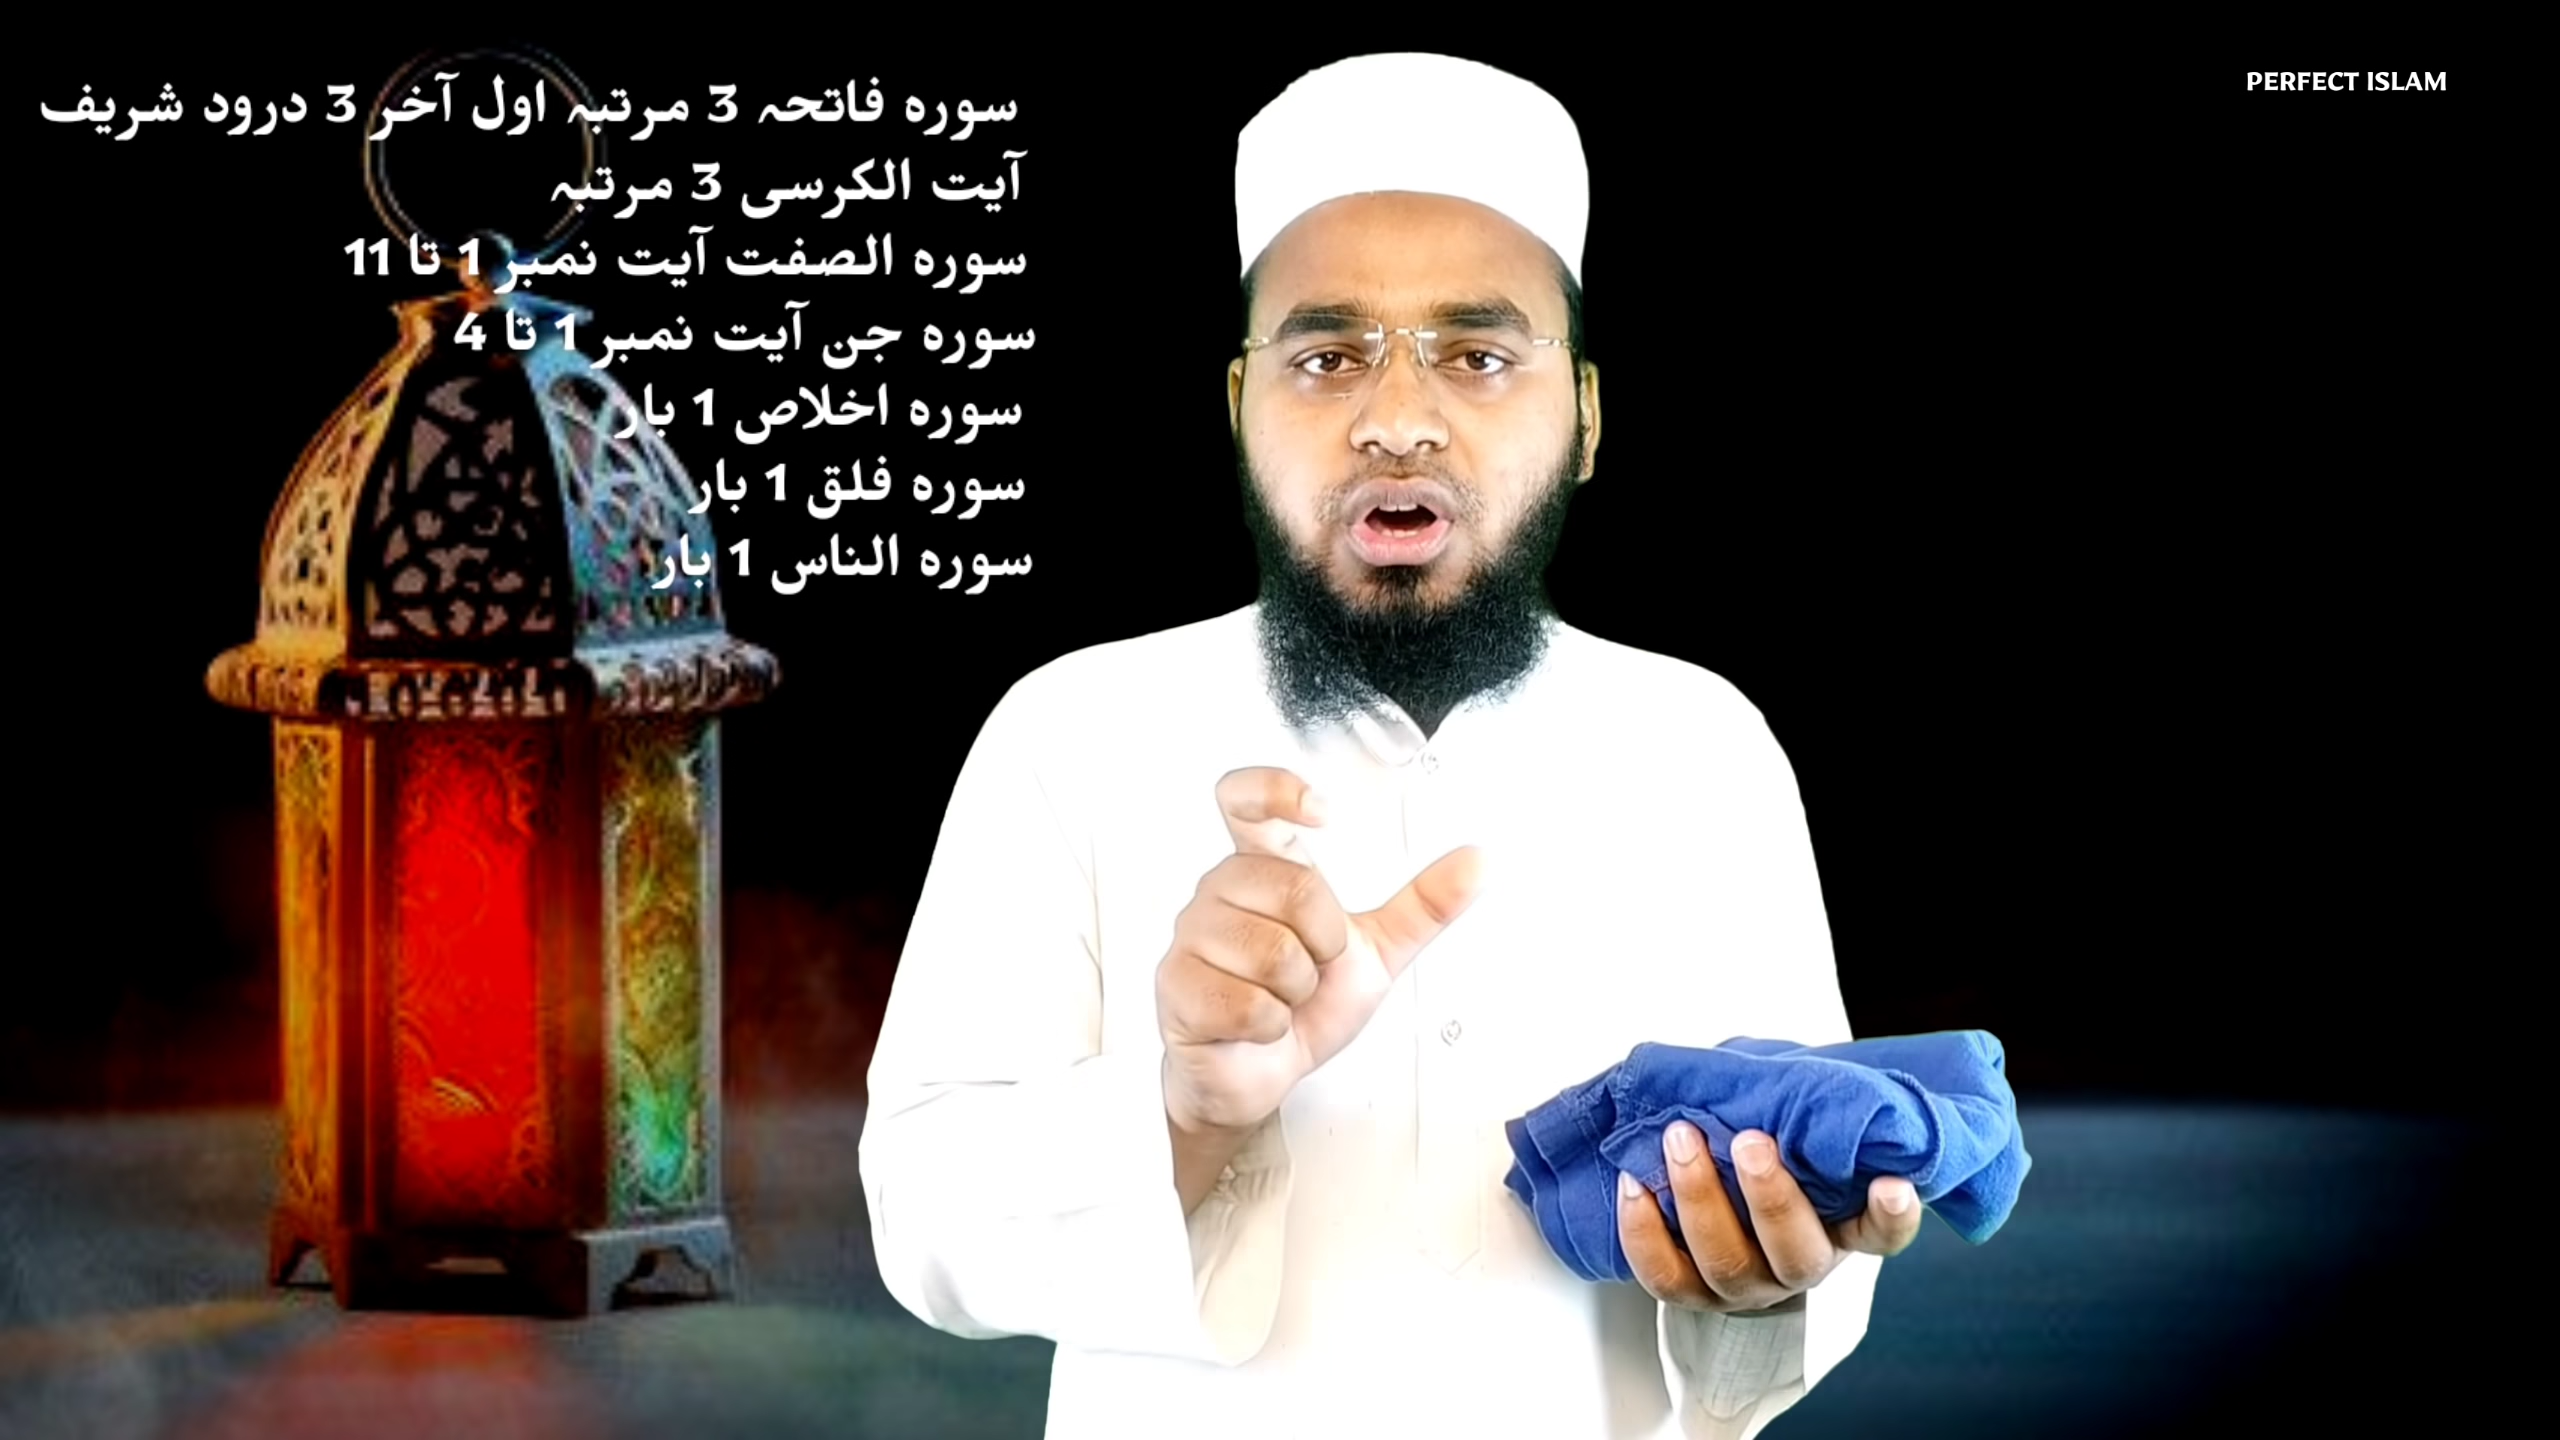 سورہ فاتحہ 3 مرتبہ اول آخر 3 درود شریف
آیت الکرسی 3 مرتبہ
سورہ الصفت آیت نمبر 1 تا 11
سورہ جن آیت نمبر 1 تا 4
سورہ اخلاص 1 بار
سورہ فلق 1 بار
سورہ الناس 1 بار
PERFECT ISLAM